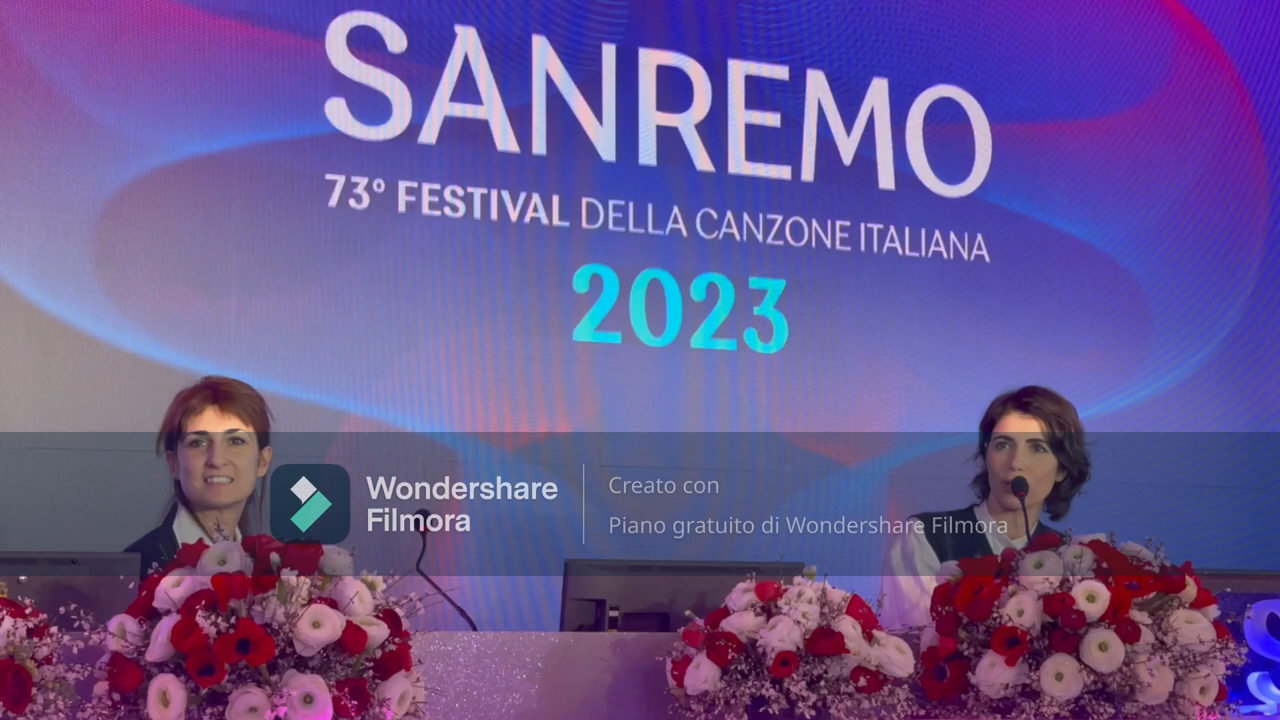 SANREMO
73° FESTIVAL DELLA CANZONE ITALIANA
2023
Wondershare
Filmora
Creato con
Piano gratuito di Wondershare Filmora